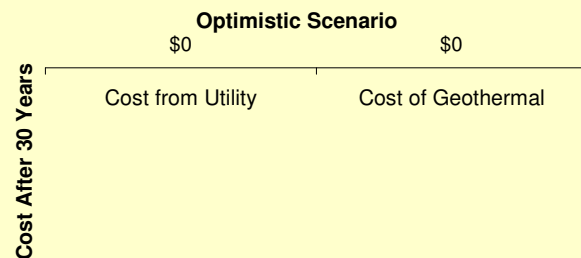 Optimistic Scenario
$0 $0
Cost from Utility Cost of Geothermal
Cost After 30 Years